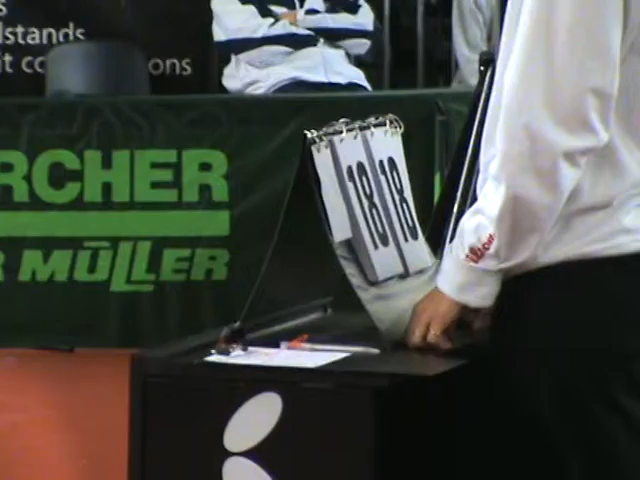 lstands
t co ons
RCHER
R MÜLLER
18 18
Wilson